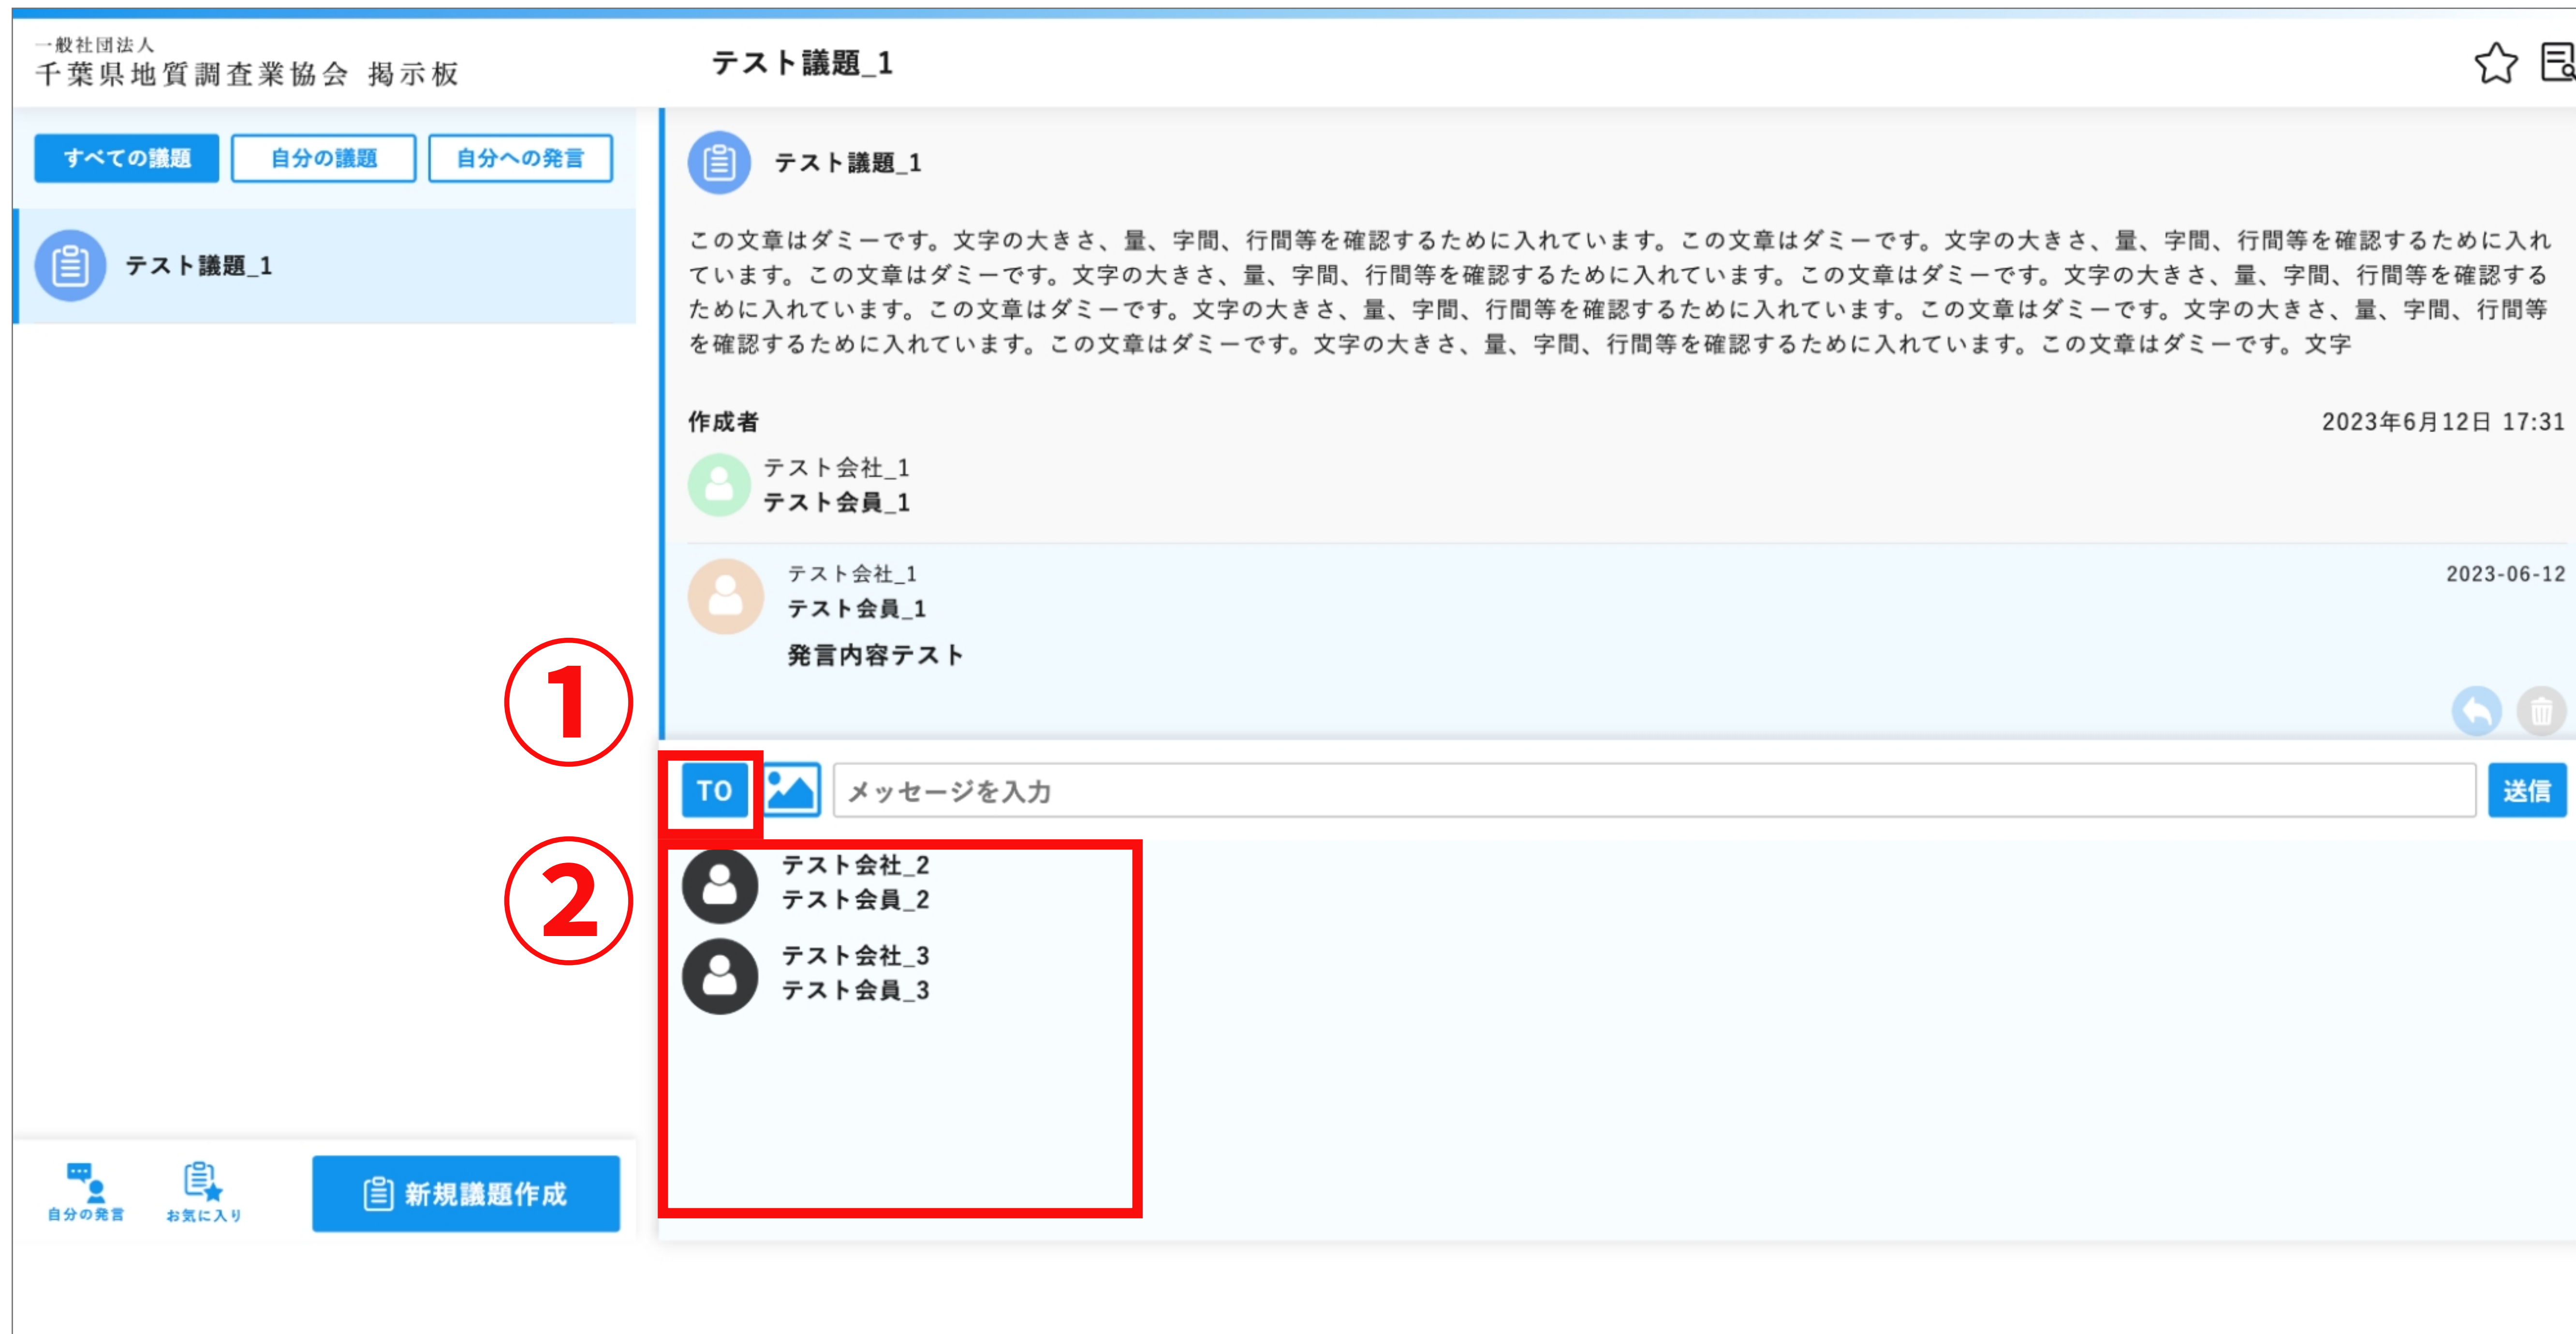 一般社団法人
千葉県地質調査業協会 掲示板
テスト議題_1
すべての議題
自分の議題
自分への発言
テスト議題_1
テスト議題_1
この文章はダミーです。文字の大きさ、量、字間、行間等を確認するために入れています。この文章はダミーです。文字の大きさ、量、字間、行間等を確認するために入れ
ています。この文章はダミーです。文字の大きさ、量、字間、行間等を確認するために入れています。この文章はダミーです。文字の大きさ、量、字間、行間等を確認する
ために入れています。この文章はダミーです。文字の大きさ、量、字間、行間等を確認するために入れています。この文章はダミーです。文字の大きさ、量、字間、行間等
を確認するために入れています。この文章はダミーです。文字の大きさ、量、字間、行間等を確認するために入れています。この文章はダミーです。文字
作成者
2023年6月12日 17:31
テスト会社_1
テスト会員_1
テスト会社_1
2023-06-12
テスト会員_1
発言内容テスト
①
TO
メッセージを入力
送信
②
テスト会社_2
テスト会員_2
テスト会社_3
テスト会員_3
自分の発言
お気に入り
新規議題作成